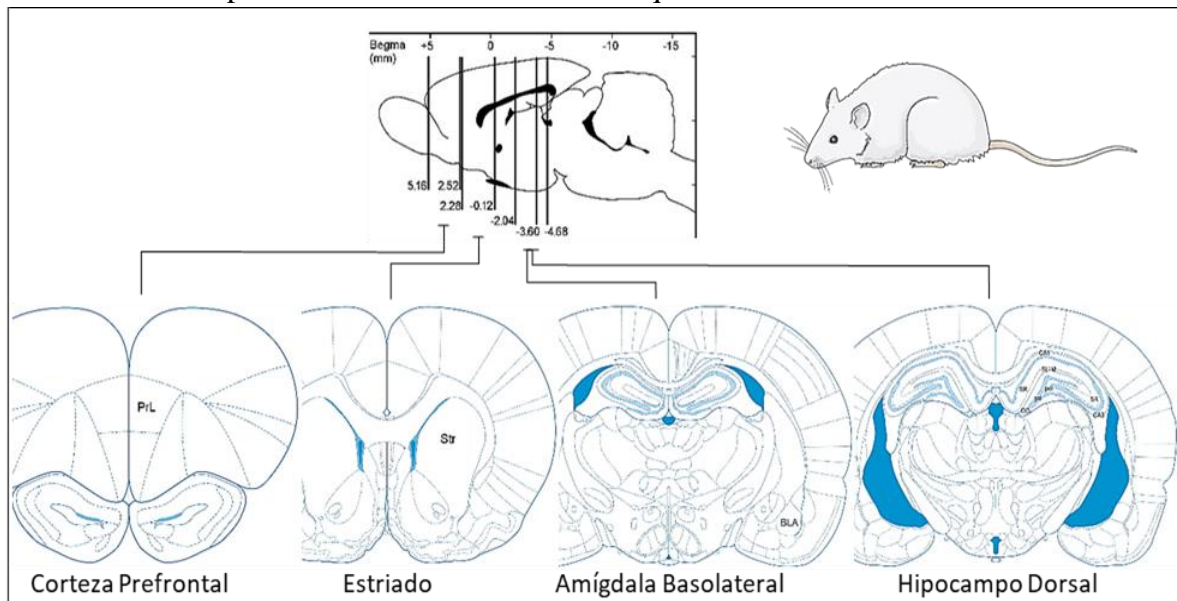 Begma +5 0 -5 -10 -15
(mm)
5.16 2.52
2.28 -0.12
-2.04
-3.60 -4.68
PrL
Str
BLA
CA1
SR
SR
CA3
Corteza Prefrontal
Estriado
Amígdala Basolateral
Hipocampo Dorsal